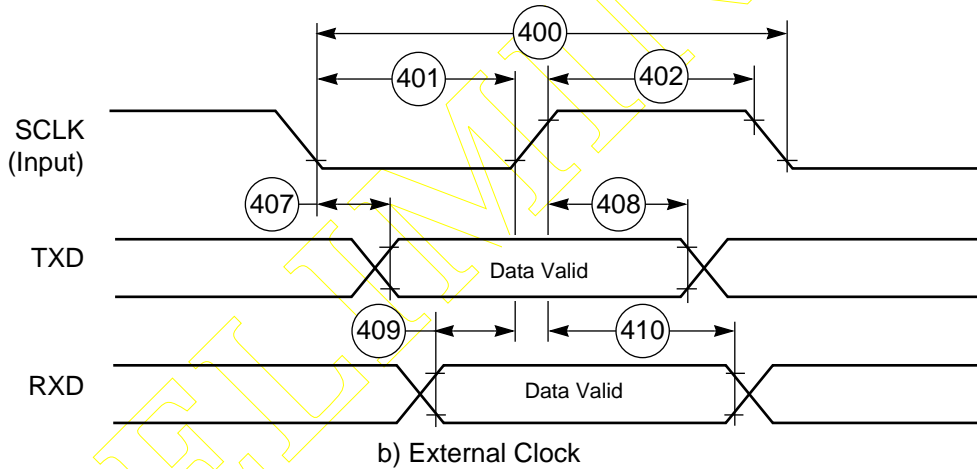 400
401
402
SCLK
(Input)
407
408
TXD
Data Valid
409
410
RXD
Data Valid
b) External Clock